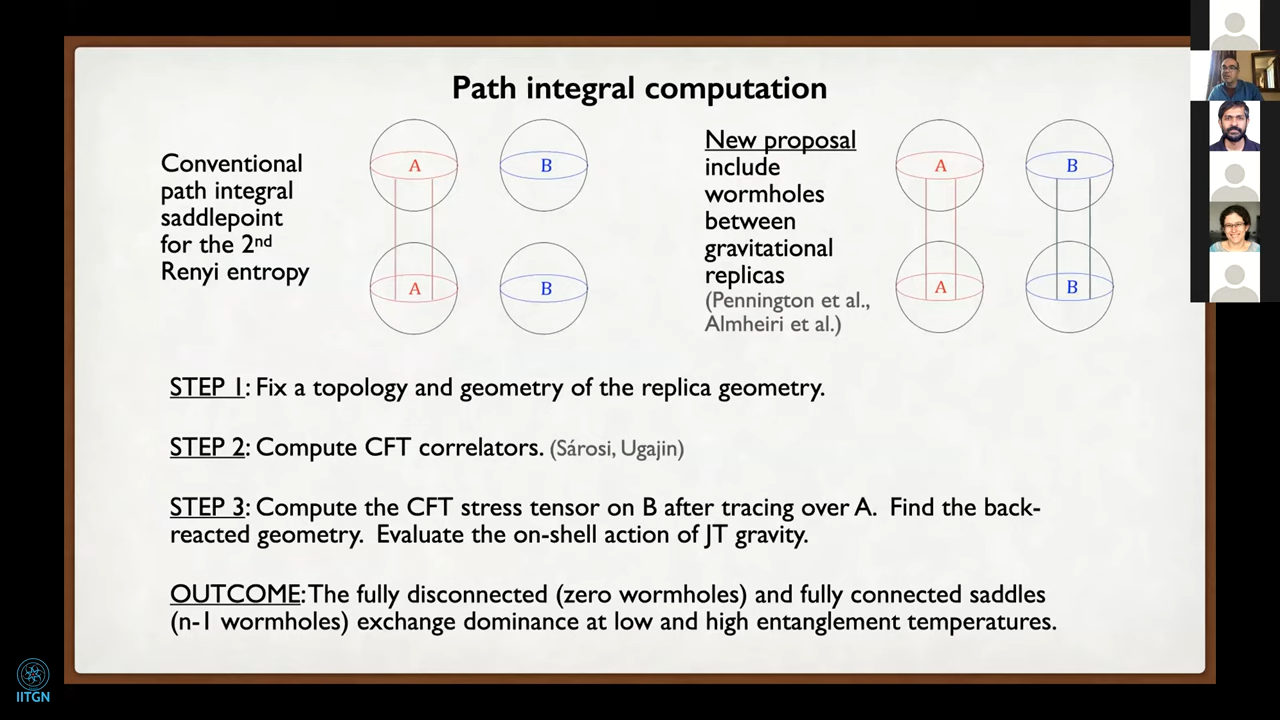 Path integral computation
Conventional
path integral
saddlepoint
for the 2nd
Renyi entropy
A
B
A
B
New proposal
include
wormholes
between
gravitational
replicas
(Pennington et al.,
Almheiri et al.)
A
B
A
B
STEP 1: Fix a topology and geometry of the replica geometry.
STEP 2: Compute CFT correlators. (Sárosi, Ugajin)
STEP 3: Compute the CFT stress tensor on B after tracing over A. Find the back-
reacted geometry. Evaluate the on-shell action of JT gravity.
OUTCOME: The fully disconnected (zero wormholes) and fully connected saddles
(n-1 wormholes) exchange dominance at low and high entanglement temperatures.
IITGN